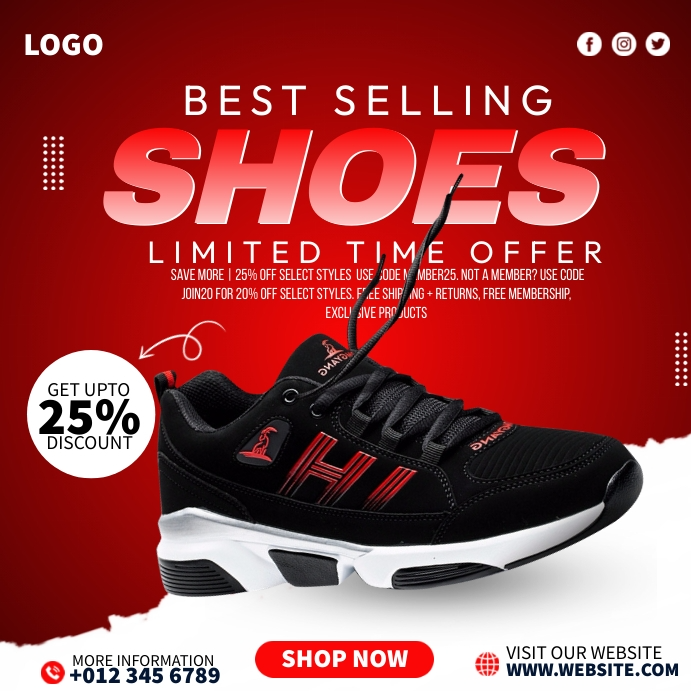 LOGO
BEST SELLING
SHOES
LIMITED TIME OFFER
SAVE MORE | 25% OFF SELECT STYLES USE CODE MEMBER25. NOT A MEMBER? USE CODE
JOIN20 FOR 20% OFF SELECT STYLES. FREE SHIPPING + RETURNS, FREE MEMBERSHIP,
EXCLUSIVE PRODUCTS
GET UPTO
25%
DISCOUNT
HI
MORE INFORMATION
+012 345 6789
SHOP NOW
VISIT OUR WEBSITE
WWW.WEBSITE.COM